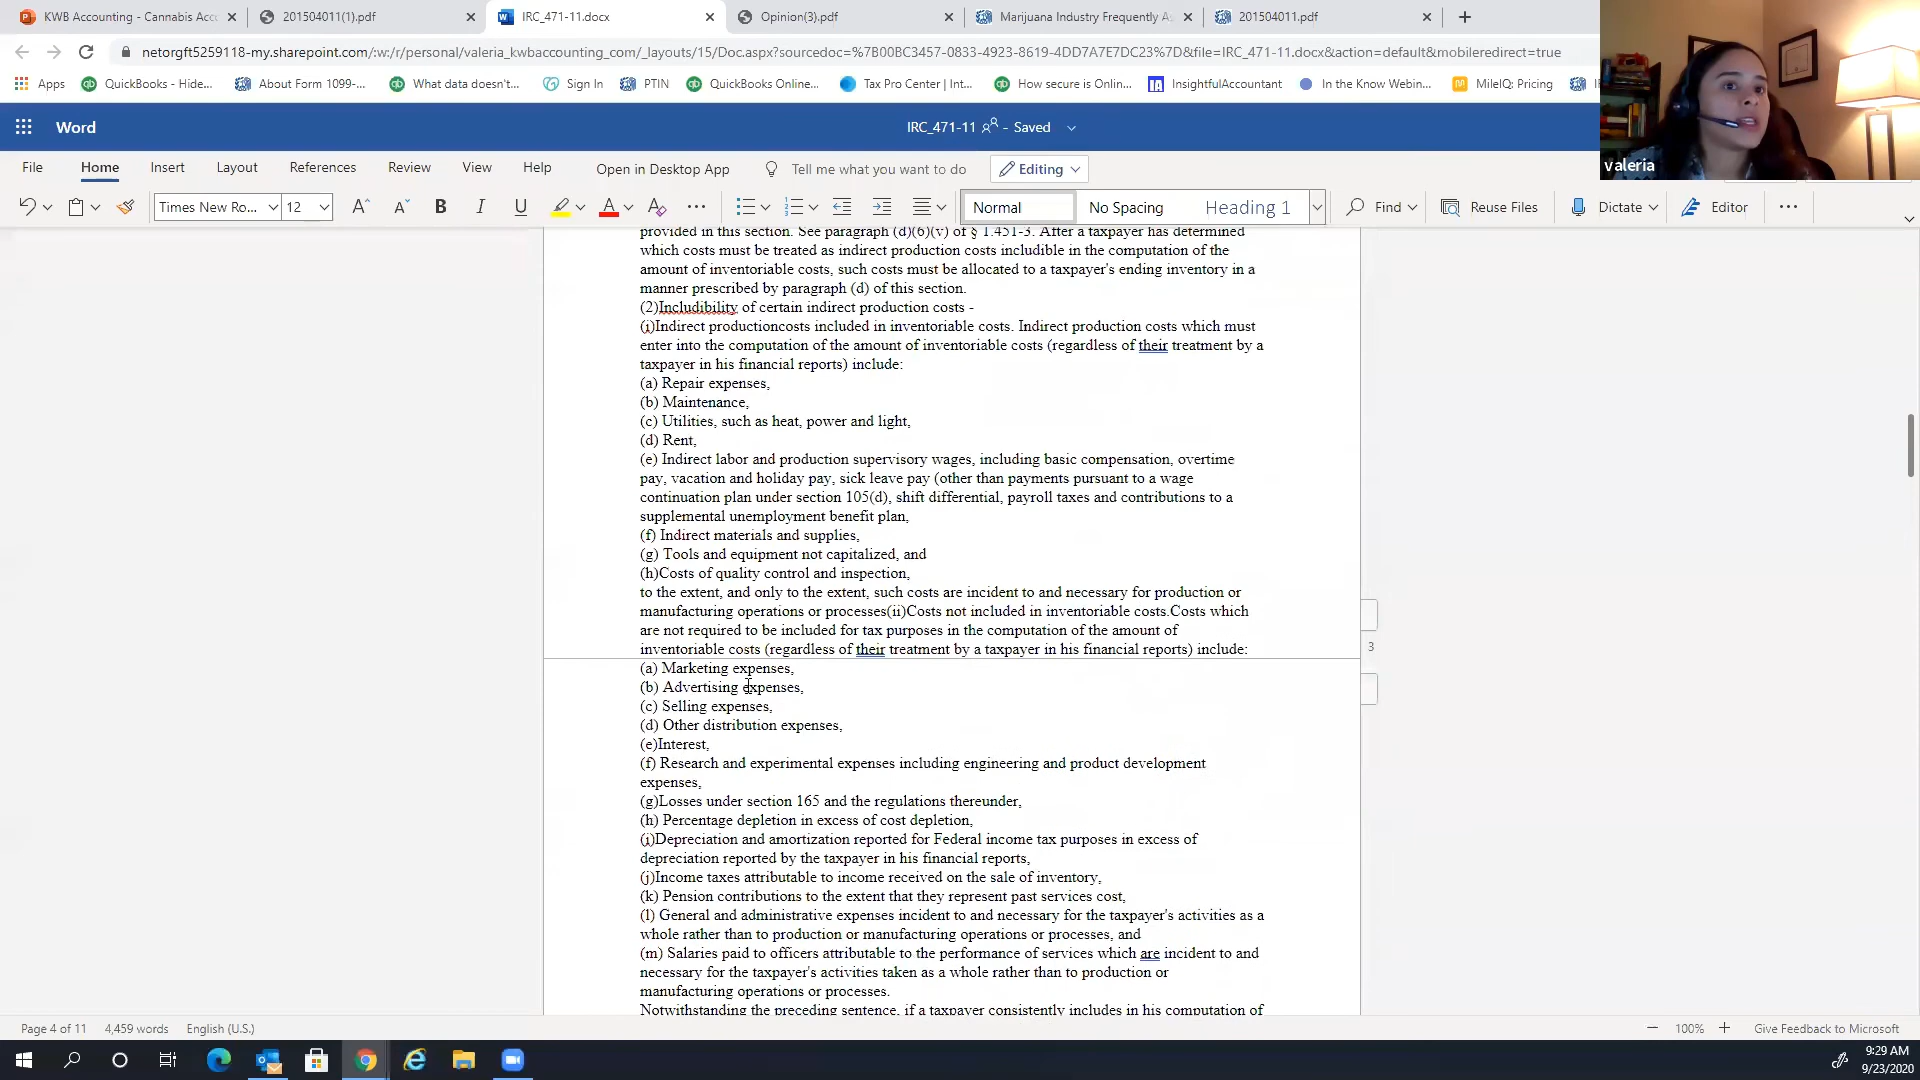 KWB Accounting - Cannabis Acc
201504011(1).pdf
IRC_471-11.docx
Opinion(3).pdf
Marijuana Industry Frequently A
201504011.pdf
netorgft5259118-my.sharepoint.com/:w:/r/personal/valeria_kwbaccounting_com/_layouts/15/Doc.aspx?sourcedoc=%7B00BC3457-0833-4923-8619-4DD7A7E7DC23%7D&file=IRC_471-11.docx&action=default&mobileredirect=true
Apps
QuickBooks - Hide...
About Form 1099-...
What data doesn't...
Sign In
PTIN
QuickBooks Online...
Tax Pro Center | Int...
How secure is Onlin...
InsightfulAccountant
In the Know Webin...
MileIQ: Pricing
Word
IRC_471-11 - Saved
valeria
File
Home
Insert
Layout
References
Review
View
Help
Open in Desktop App
Tell me what you want to do
Editing
Times New Ro...
12
Normal
No Spacing
Heading 1
Find
Reuse Files
Dictate
Editor
provided in this section. See paragraph (d)(6)(v) of § 1.451-3. After a taxpayer has determined
which costs must be treated as indirect production costs includible in the computation of the
amount of inventoriable costs, such costs must be allocated to a taxpayer's ending inventory in a
manner prescribed by paragraph (d) of this section.
(2)Includibility of certain indirect production costs -
(i)Indirect productioncosts included in inventoriable costs. Indirect production costs which must
enter into the computation of the amount of inventoriable costs (regardless of their treatment by a
taxpayer in his financial reports) include:
(a) Repair expenses,
(b) Maintenance,
(c) Utilities, such as heat, power and light,
(d) Rent,
(e) Indirect labor and production supervisory wages, including basic compensation, overtime
pay, vacation and holiday pay, sick leave pay (other than payments pursuant to a wage
continuation plan under section 105(d), shift differential, payroll taxes and contributions to a
supplemental unemployment benefit plan,
(f) Indirect materials and supplies,
(g) Tools and equipment not capitalized, and
(h)Costs of quality control and inspection,
to the extent, and only to the extent, such costs are incident to and necessary for production or
manufacturing operations or processes(ii)Costs not included in inventoriable costs.Costs which
are not required to be included for tax purposes in the computation of the amount of
inventoriable costs (regardless of their treatment by a taxpayer in his financial reports) include:
3
(a) Marketing expenses,
(b) Advertising expenses,
(c) Selling expenses,
(d) Other distribution expenses,
(e)Interest,
(f) Research and experimental expenses including engineering and product development
expenses,
(g)Losses under section 165 and the regulations thereunder,
(h) Percentage depletion in excess of cost depletion,
(i)Depreciation and amortization reported for Federal income tax purposes in excess of
depreciation reported by the taxpayer in his financial reports,
(j)Income taxes attributable to income received on the sale of inventory,
(k) Pension contributions to the extent that they represent past services cost,
(l) General and administrative expenses incident to and necessary for the taxpayer's activities as a
whole rather than to production or manufacturing operations or processes, and
(m) Salaries paid to officers attributable to the performance of services which are incident to and
necessary for the taxpayer's activities taken as a whole rather than to production or
manufacturing operations or processes.
Notwithstanding the preceding sentence, if a taxpayer consistently includes in his computation of
Page 4 of 11
4,459 words
English (U.S.)
100%
Give Feedback to Microsoft
9:29 AM
9/23/2020